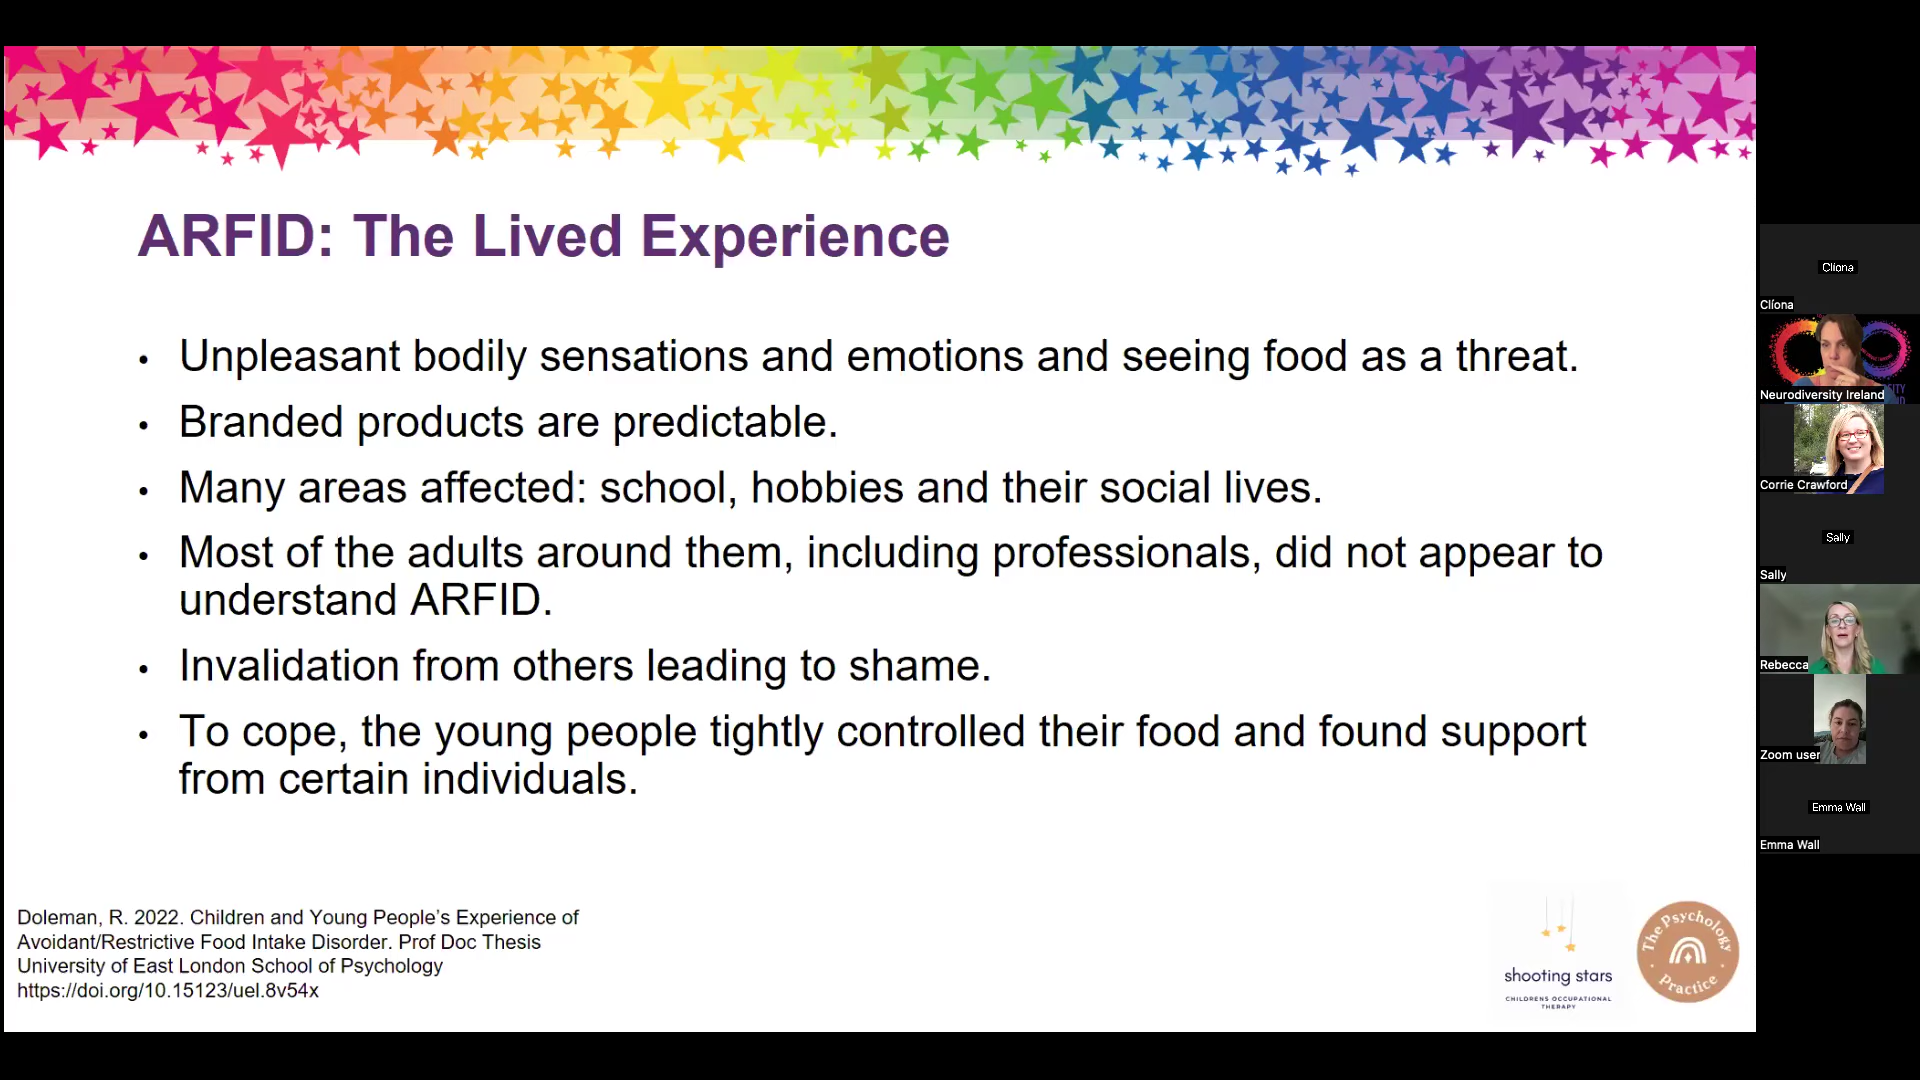 ARFID: The Lived Experience
• Unpleasant bodily sensations and emotions and seeing food as a threat.
• Branded products are predictable.
• Many areas affected: school, hobbies and their social lives.
• Most of the adults around them, including professionals, did not appear to
understand ARFID.
• Invalidation from others leading to shame.
• To cope, the young people tightly controlled their food and found support
from certain individuals.
Doleman, R. 2022. Children and Young People’s Experience of
Avoidant/Restrictive Food Intake Disorder. Prof Doc Thesis
University of East London School of Psychology
https://doi.org/10.15123/uel.8v54x
shooting stars
CHILDRENS OCCUPATIONAL
THERAPY
The Psychology
Practice
Clíona
Clíona
Neurodiversity Ireland
Corrie Crawford
Sally
Sally
Rebecca
Zoom user
Emma Wall
Emma Wall